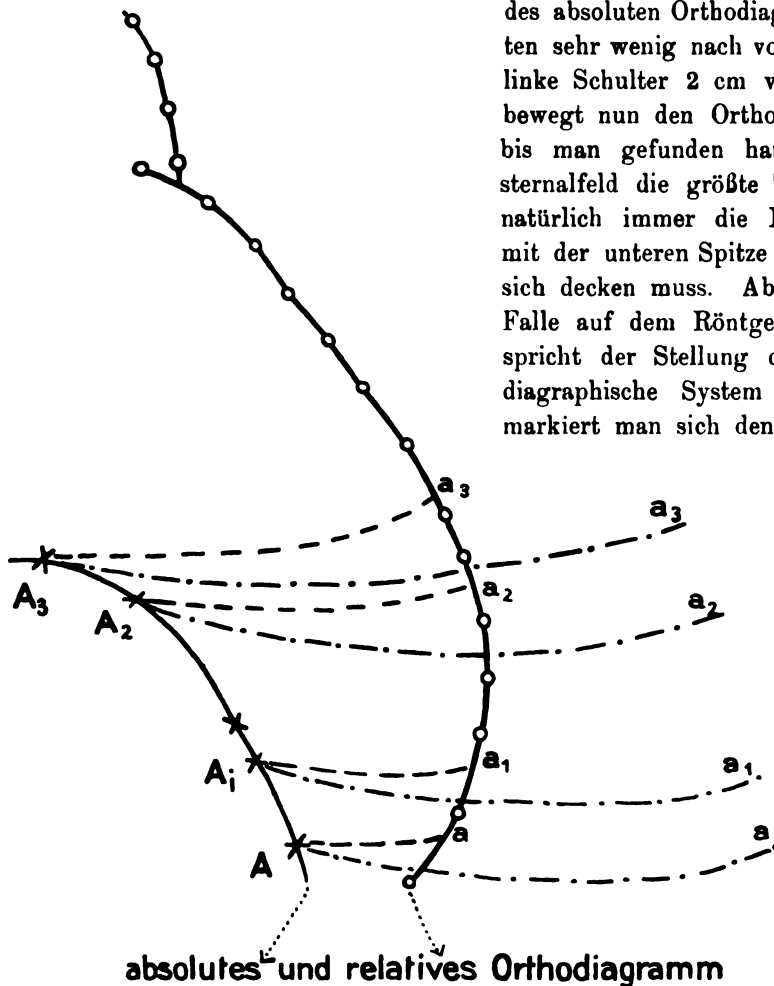 des absoluten Orthodiag
ten sehr wenig nach vo
linke Schulter 2 cm v
bewegt nun den Ortho
bis man gefunden hat
sternalfeld die größte
natürlich immer die
mit der unteren Spitze
sich decken muss. Ab
Falle auf dem Röntge
spricht der Stellung d
diagraphische System
markiert man sich den
a₃
a₃
A₃
A₂
a₂
a₂
Aᵢ
a₁
a₁
A
a
a
absolutes und relatives Orthodiagramm